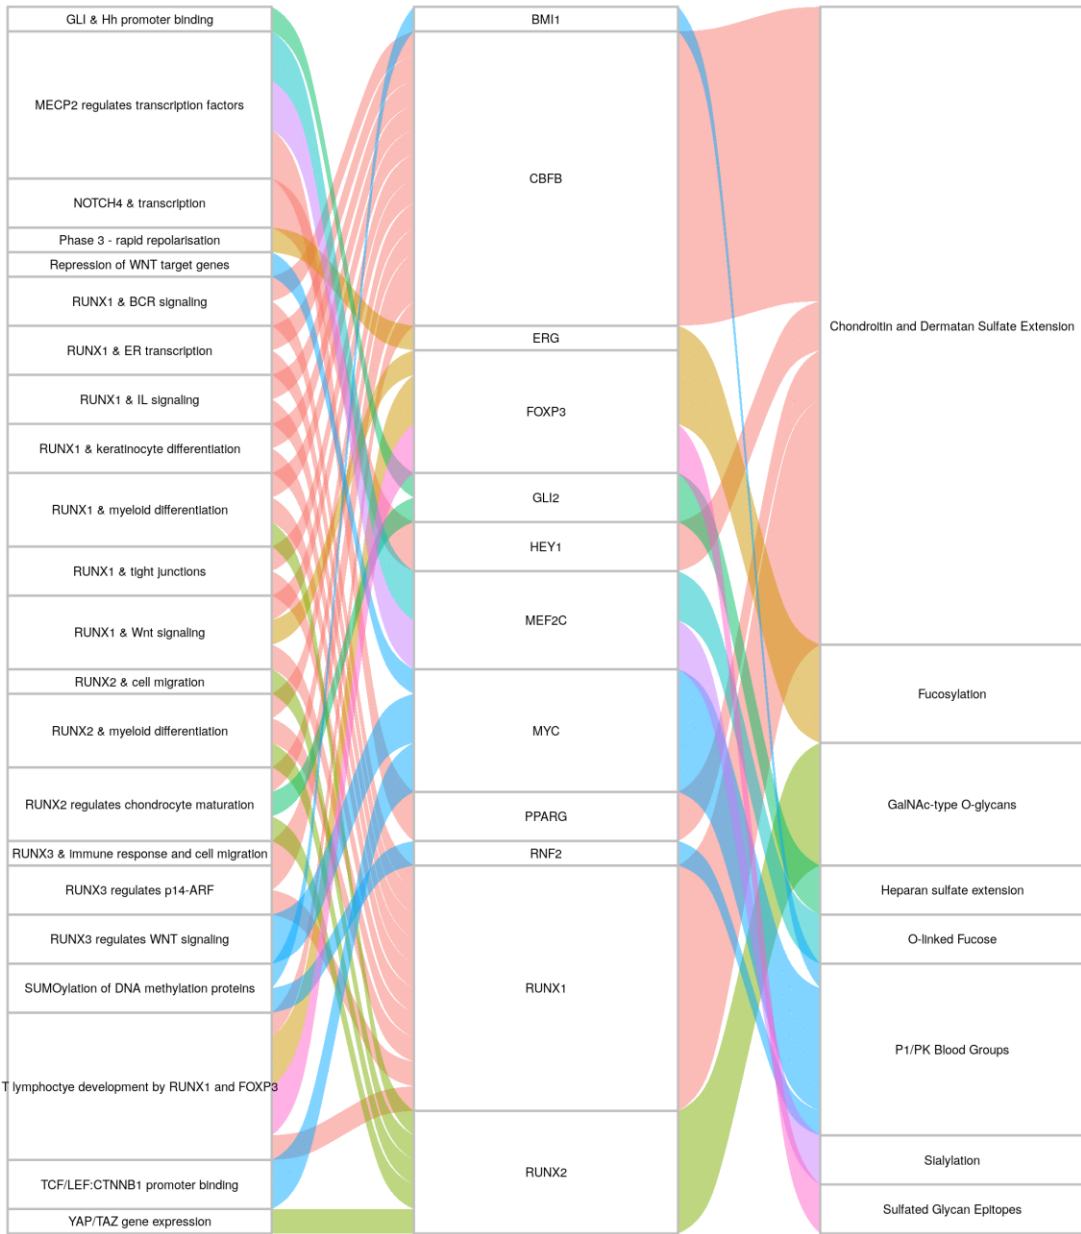 GLI & Hh promoter binding
MECP2 regulates transcription factors
NOTCH4 & transcription
Phase 3 - rapid repolarisation
Repression of WNT target genes
RUNX1 & BCR signaling
RUNX1 & ER transcription
RUNX1 & IL signaling
RUNX1 & keratinocyte differentiation
RUNX1 & myeloid differentiation
RUNX1 & tight junctions
RUNX1 & Wnt signaling
RUNX2 & cell migration
RUNX2 & myeloid differentiation
RUNX2 regulates chondrocyte maturation
RUNX3 & immune response and cell migration
RUNX3 regulates p14-ARF
RUNX3 regulates WNT signaling
SUMOylation of DNA methylation proteins
T lymphoctye development by RUNX1 and FOXP3
TCF/LEF:CTNNB1 promoter binding
YAP/TAZ gene expression
BMI1
CBFB
ERG
FOXP3
GLI2
HEY1
MEF2C
MYC
PPARG
RNF2
RUNX1
RUNX2
Chondroitin and Dermatan Sulfate Extension
Fucosylation
GalNAc-type O-glycans
Heparan sulfate extension
O-linked Fucose
P1/PK Blood Groups
Sialylation
Sulfated Glycan Epitopes